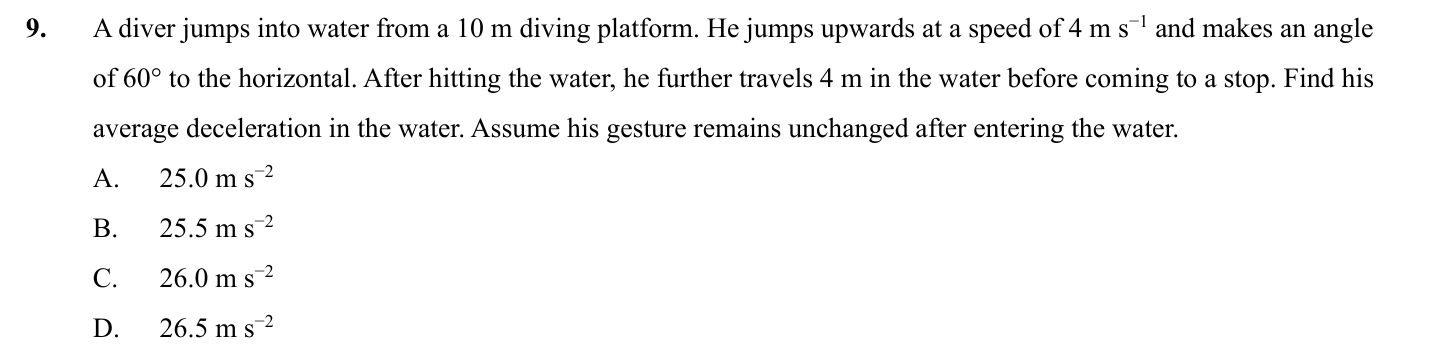 9. A diver jumps into water from a 10 m diving platform. He jumps upwards at a speed of 4 m s⁻¹ and makes an angle
of 60° to the horizontal. After hitting the water, he further travels 4 m in the water before coming to a stop. Find his
average deceleration in the water. Assume his gesture remains unchanged after entering the water.
A. 25.0 m s⁻²
B. 25.5 m s⁻²
C. 26.0 m s⁻²
D. 26.5 m s⁻²